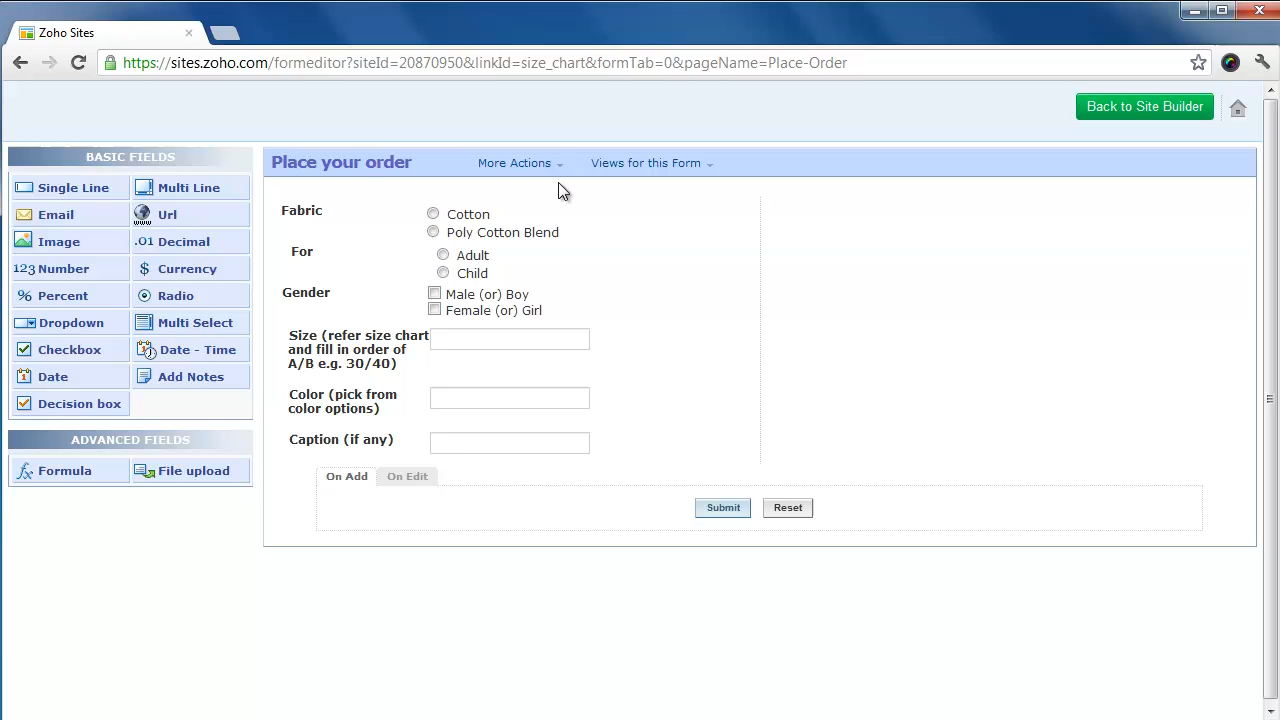 Zoho Sites
https://sites.zoho.com/formeditor?siteId=20870950&linkId=size_chart&formTab=0&pageName=Place-Order
Back to Site Builder
BASIC FIELDS
Single Line
Multi Line
Email
Url
Image
.01 Decimal
123 Number
$ Currency
% Percent
Radio
Dropdown
Multi Select
Checkbox
Date - Time
Date
Add Notes
Decision box
ADVANCED FIELDS
fx Formula
File upload
Place your order
More Actions
Views for this Form
Fabric
Cotton
Poly Cotton Blend
For
Adult
Child
Gender
Male (or) Boy
Female (or) Girl
Size (refer size chart
and fill in order of
A/B e.g. 30/40)
Color (pick from
color options)
Caption (if any)
On Add
On Edit
Submit
Reset